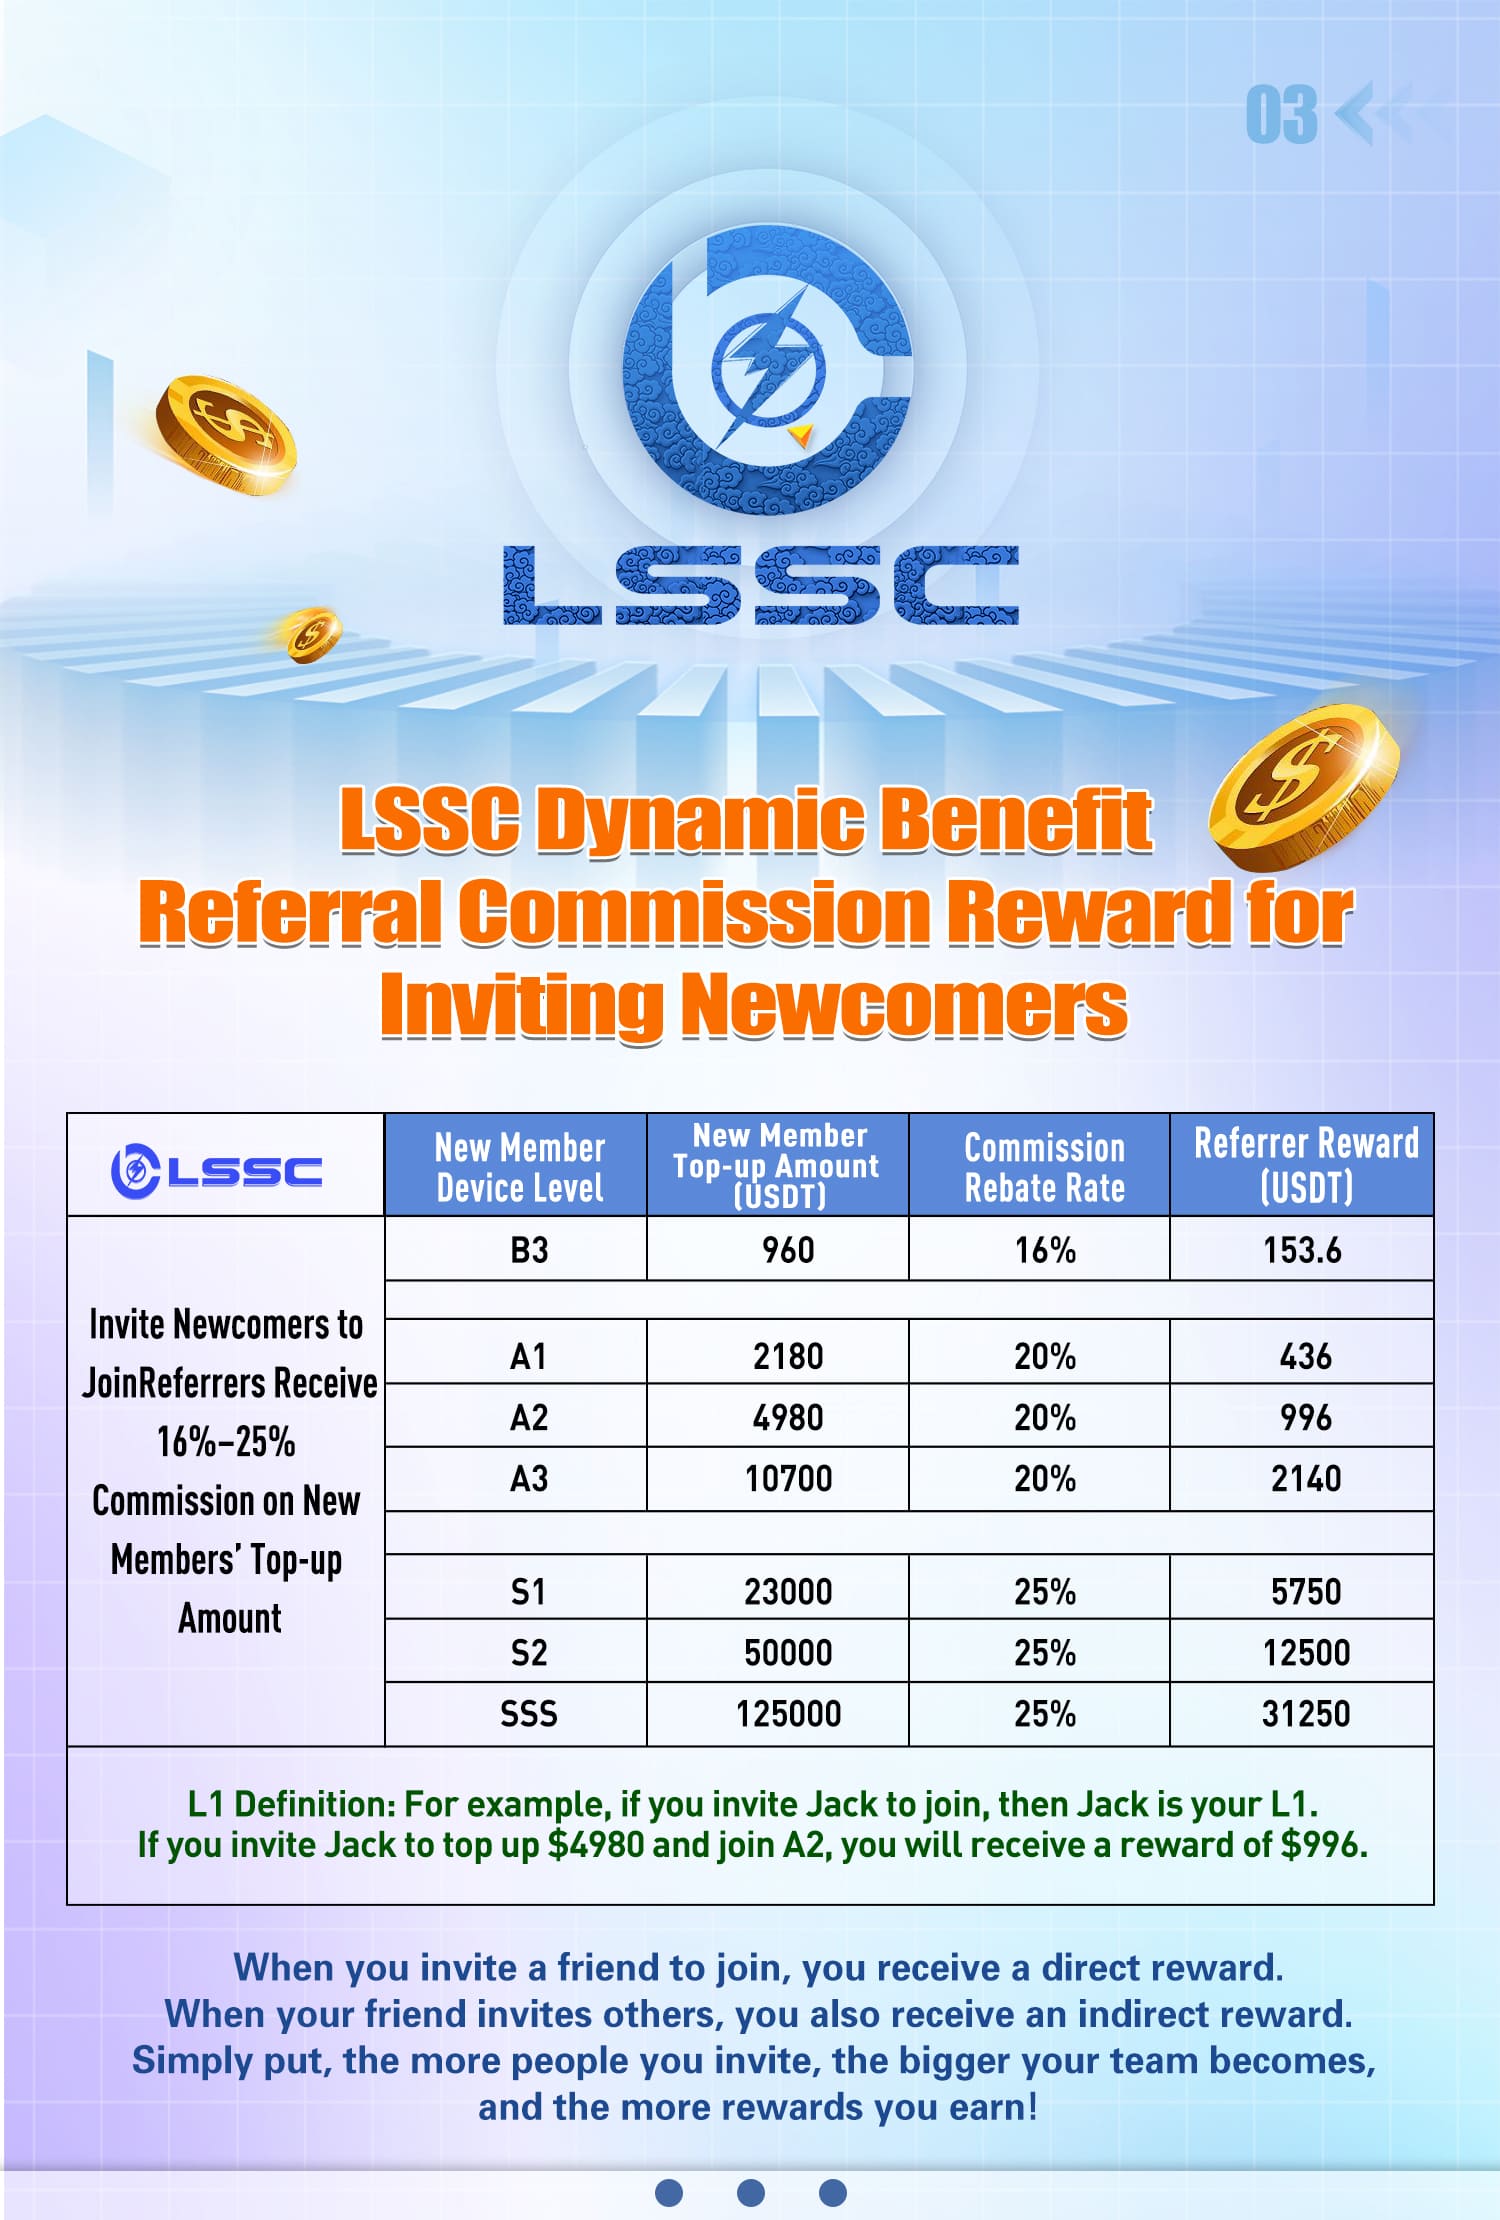 03
LSSC
LSSC Dynamic Benefit
Referral Commission Reward for
Inviting Newcomers
LSSC
New Member
Device Level
New Member
Top-up Amount
(USDT)
Commission
Rebate Rate
Referrer Reward
(USDT)
Invite Newcomers to
JoinReferrers Receive
16%–25%
Commission on New
Members’ Top-up
Amount
B3 960 16% 153.6
A1 2180 20% 436
A2 4980 20% 996
A3 10700 20% 2140
S1 23000 25% 5750
S2 50000 25% 12500
SSS 125000 25% 31250
L1 Definition: For example, if you invite Jack to join, then Jack is your L1.
If you invite Jack to top up $4980 and join A2, you will receive a reward of $996.
When you invite a friend to join, you receive a direct reward.
When your friend invites others, you also receive an indirect reward.
Simply put, the more people you invite, the bigger your team becomes,
and the more rewards you earn!